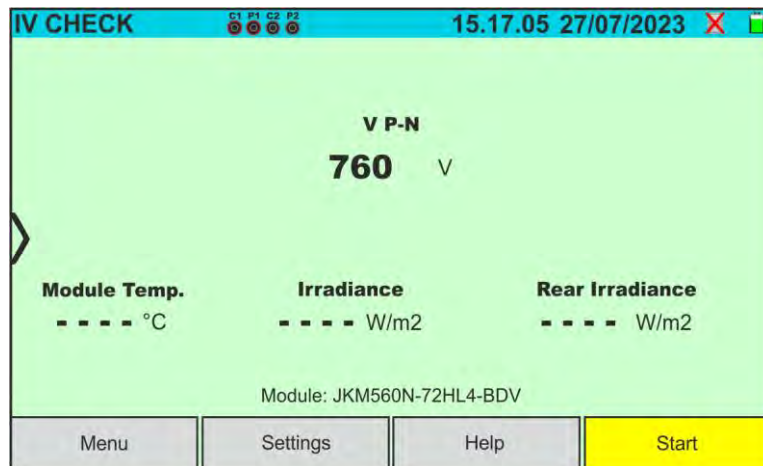 IV CHECK C1 P1 C2 P2 15.17.05 27/07/2023
V P-N
760 V
Module Temp. Irradiance Rear Irradiance
- - - - °C - - - - W/m2 - - - - W/m2
Module: JKM560N-72HL4-BDV
Menu Settings Help Start